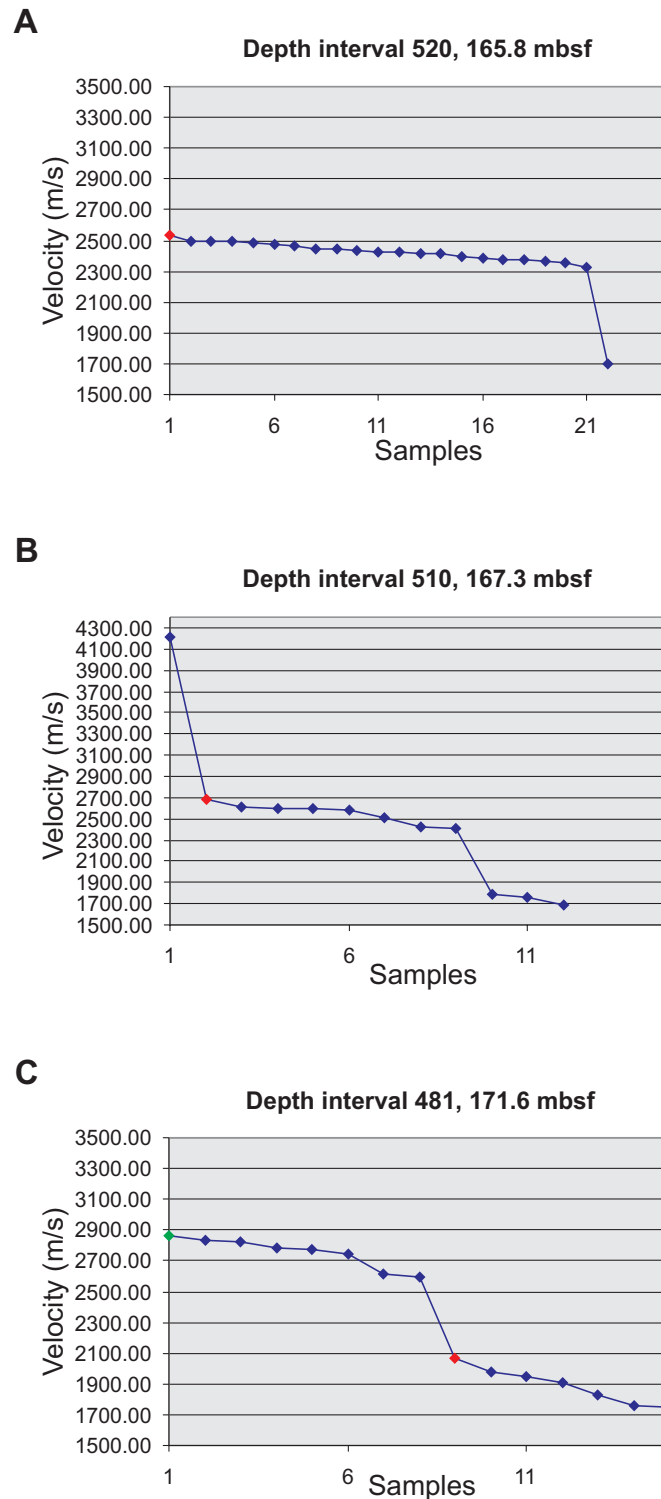 A
Depth interval 520, 165.8 mbsf
3500.00
3300.00
3100.00
2900.00
2700.00
2500.00
2300.00
2100.00
1900.00
1700.00
1500.00
Velocity (m/s)
1 6 11 16 21
Samples
B
Depth interval 510, 167.3 mbsf
4300.00
4100.00
3900.00
3700.00
3500.00
3300.00
3100.00
2900.00
2700.00
2500.00
2300.00
2100.00
1900.00
1700.00
1500.00
Velocity (m/s)
1 6 11
Samples
C
Depth interval 481, 171.6 mbsf
3500.00
3300.00
3100.00
2900.00
2700.00
2500.00
2300.00
2100.00
1900.00
1700.00
1500.00
Velocity (m/s)
1 6 11
Samples